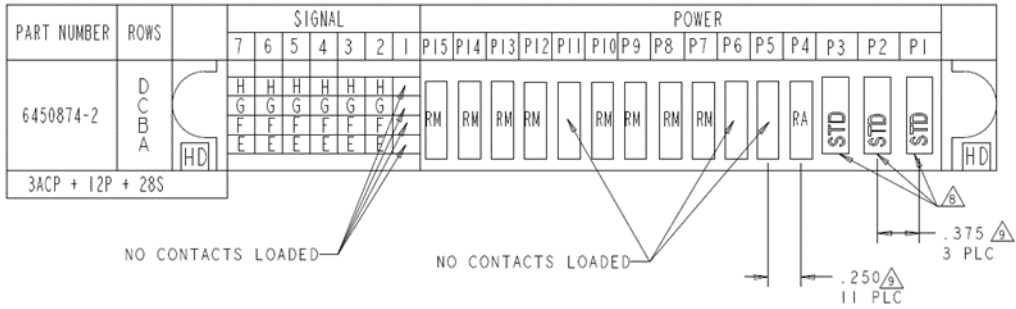 PART NUMBER ROWS SIGNAL POWER
7 6 5 4 3 2 1 P15 P14 P13 P12 P11 P10 P9 P8 P7 P6 P5 P4 P3 P2 P1
6450874-2
D H H H H H H
C G G G G G G
B F F F F F F
A E E E E E E
RM RM RM RM RM RM RM RM RA STD STD STD
HD HD
3ACP + 12P + 28S
8
NO CONTACTS LOADED
NO CONTACTS LOADED
.375 9
3 PLC
.250 9
11 PLC